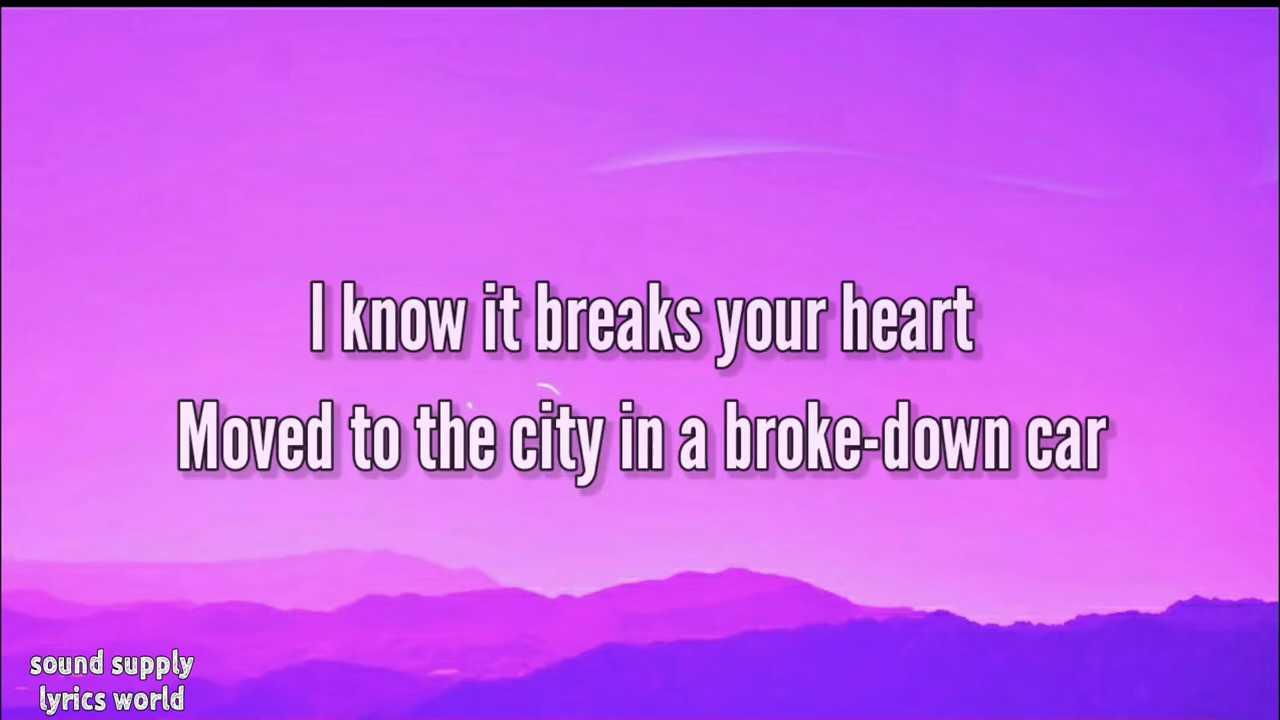 I know it breaks your heart
Moved to the city in a broke-down car
sound supply
lyrics world